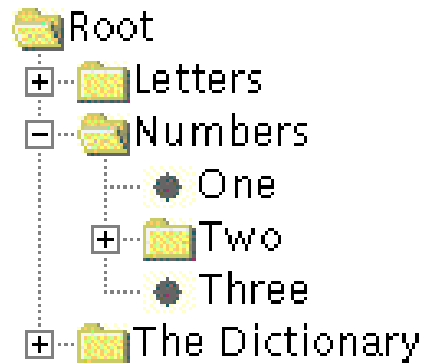 Root
Letters
Numbers
One
Two
Three
The Dictionary